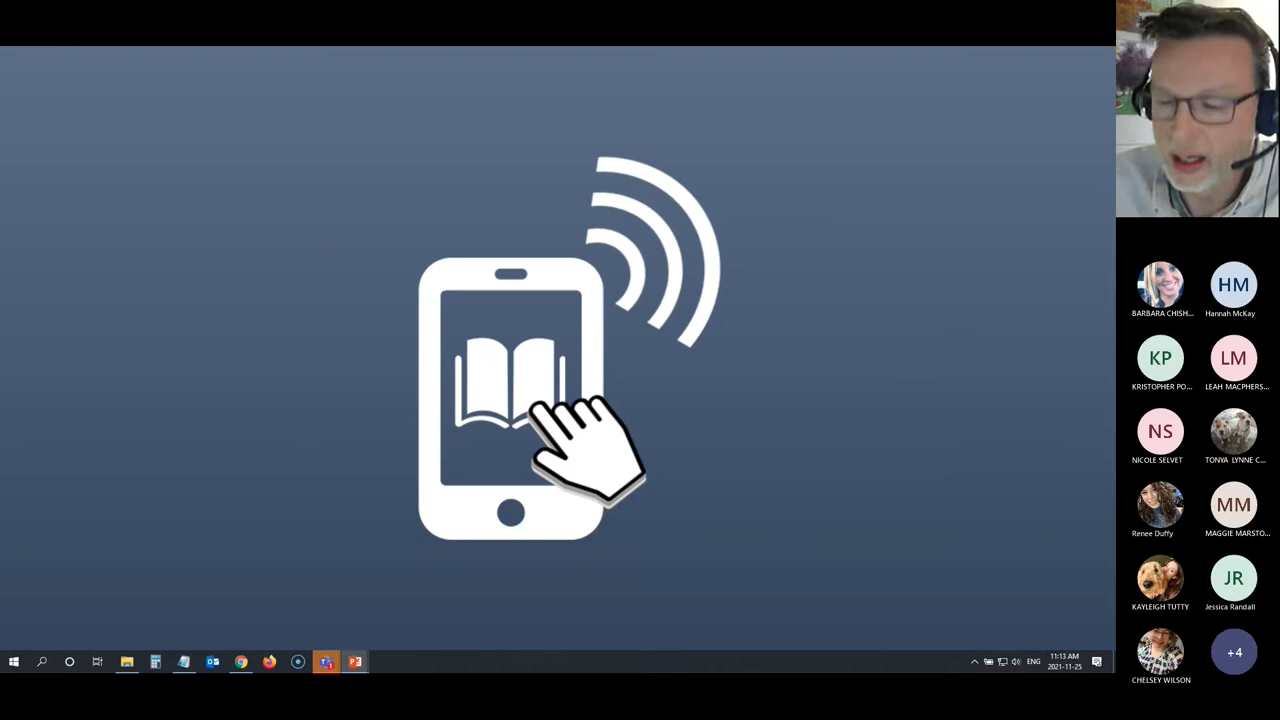 BARBARA CHISH...
HM
Hannah McKay
KP
KRISTOPHER PO...
LM
LEAH MACPHERS...
NS
NICOLE SELVET
TONYA LYNNE C...
Renee Duffy
MM
MAGGIE MARSTO...
KAYLEIGH TUTTY
JR
Jessica Randall
CHELSEY WILSON
+4
ENG
11:13 AM
2021-11-25